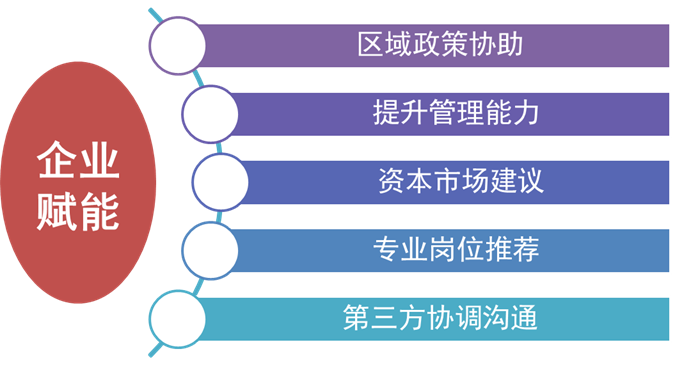 企业
赋能
区域政策协助
提升管理能力
资本市场建议
专业岗位推荐
第三方协调沟通